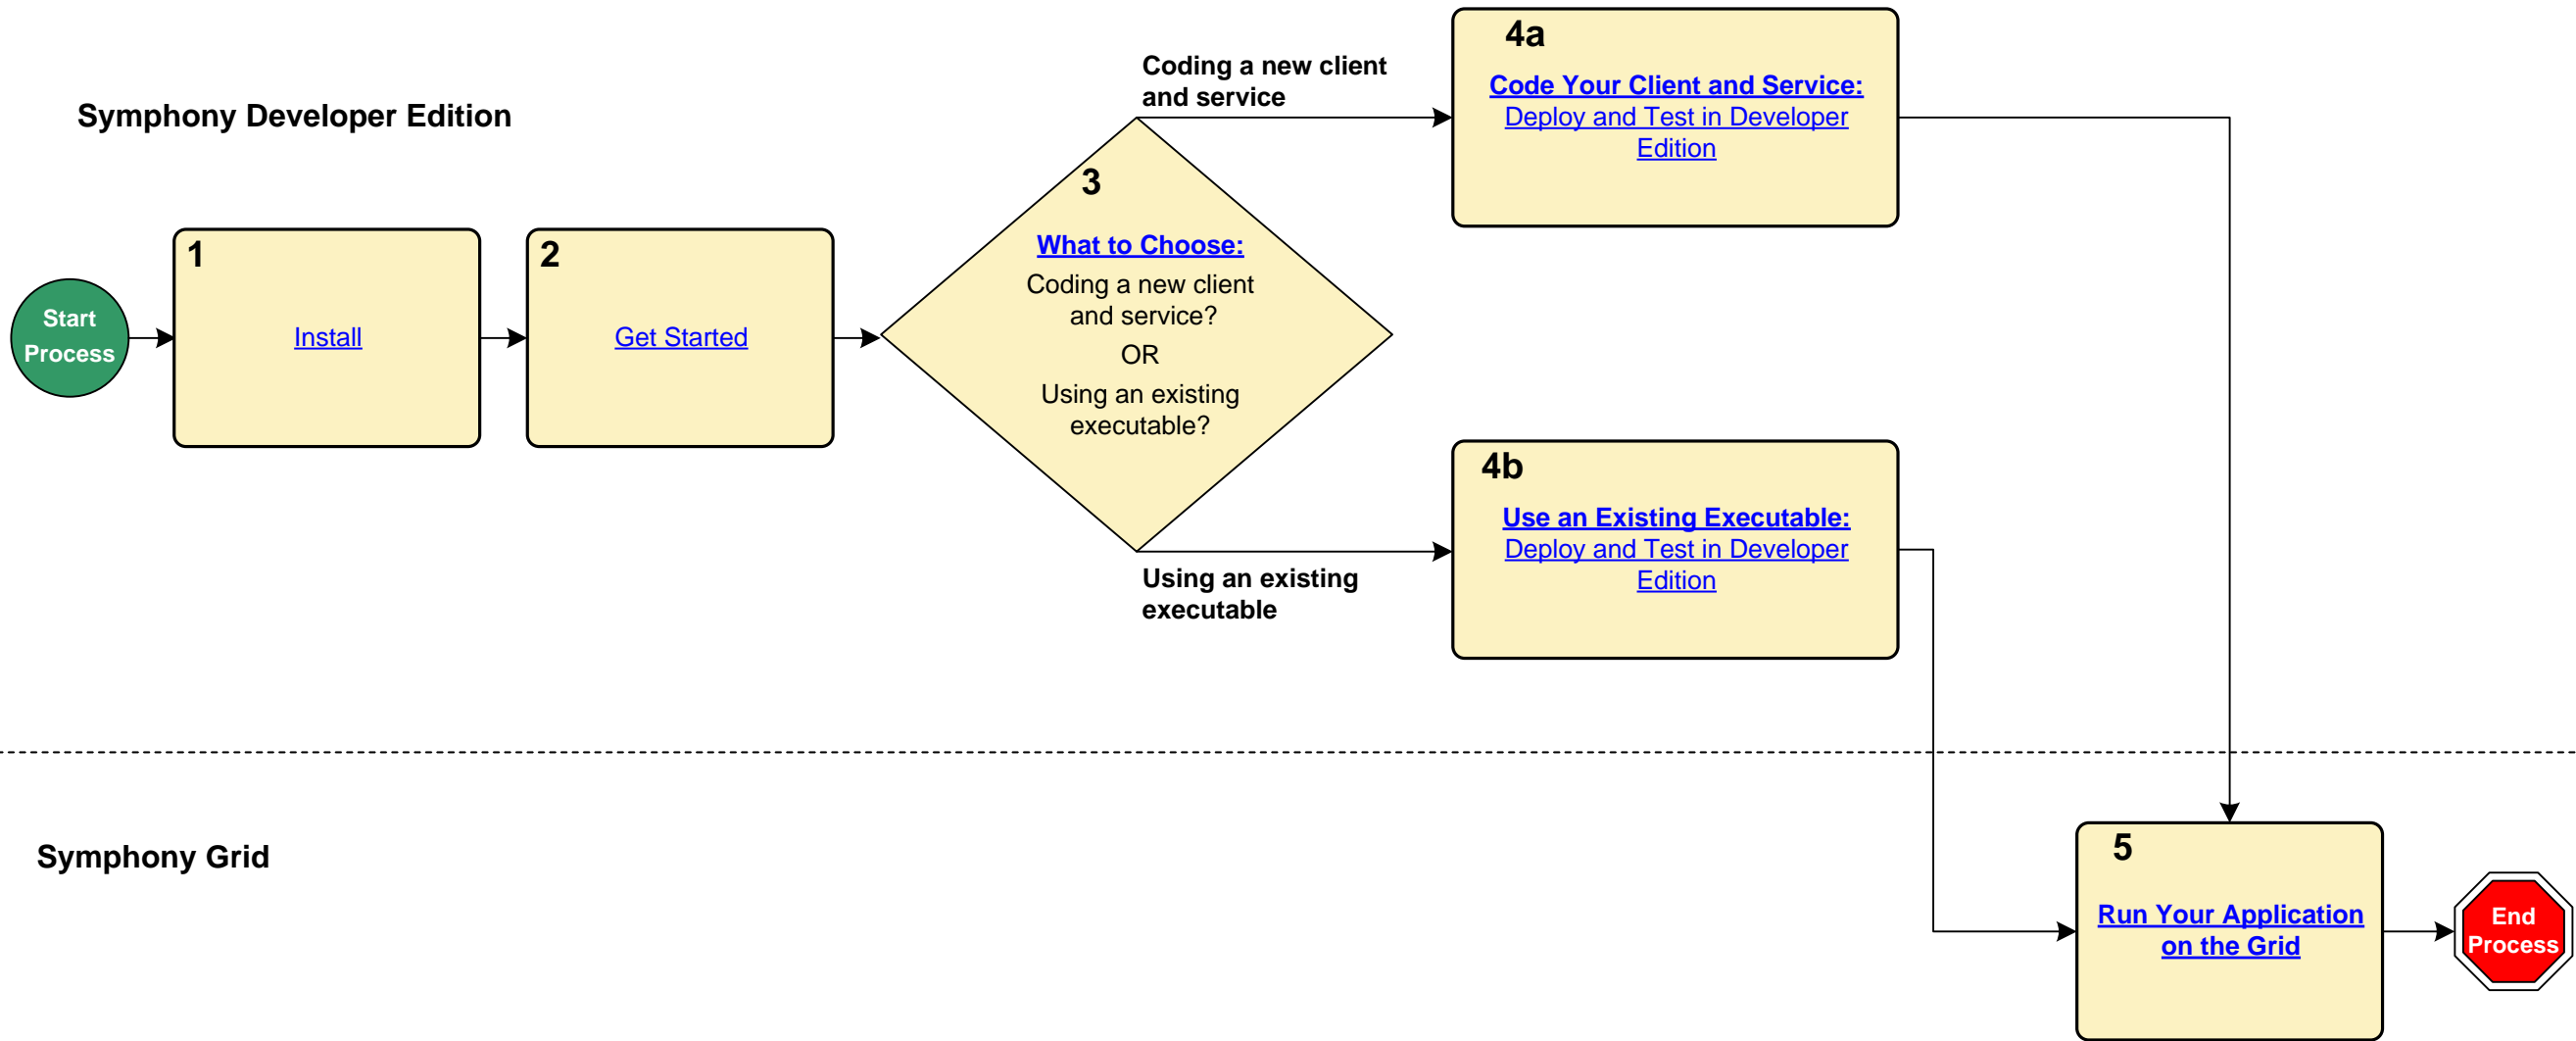 Symphony Developer Edition
Start
Process
1
Install
2
Get Started
3
What to Choose:
Coding a new client
and service?
OR
Using an existing
executable?
Coding a new client
and service
4a
Code Your Client and Service:
Deploy and Test in Developer
Edition
Using an existing
executable
4b
Use an Existing Executable:
Deploy and Test in Developer
Edition
Symphony Grid
5
Run Your Application
on the Grid
End
Process